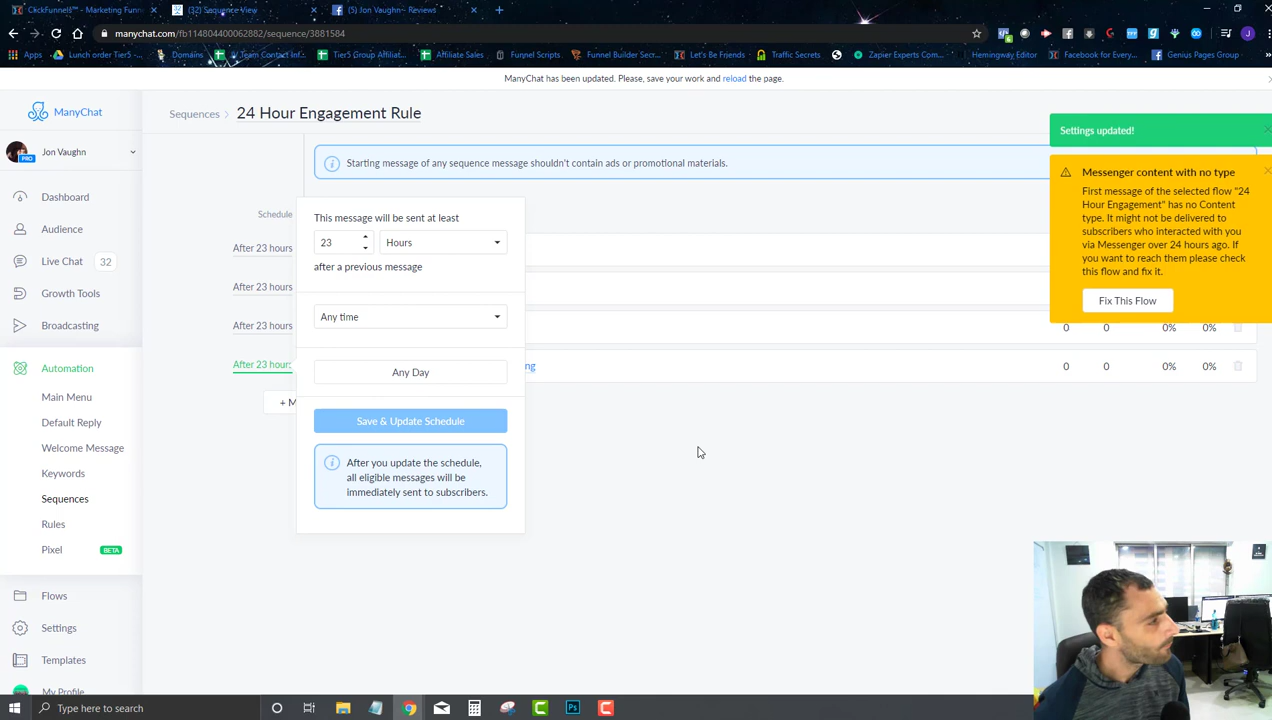 ClickFunnels™ - Marketing Funn
(32) Sequence View
(5) Jon Vaughn - Reviews
manychat.com/fb114804400062882/sequence/3881584
Apps
Lunch order Tier5 -...
Domains
JV Team Contact Inf...
Tier5 Group Affiliat...
Affiliate Sales
Funnel Scripts
Funnel Builder Secr...
Let's Be Friends
Traffic Secrets
Zapier Experts Com...
Hemingway Editor
Facebook for Every...
Genius Pages Group
ManyChat has been updated. Please, save your work and reload the page.
ManyChat
Sequences
24 Hour Engagement Rule
Settings updated!
Jon Vaughn
PRO
Starting message of any sequence message shouldn't contain ads or promotional materials.
Messenger content with no type
First message of the selected flow "24
Hour Engagement" has no Content
type. It might not be delivered to
subscribers who interacted with you
via Messenger over 24 hours ago. If
you want to reach them please check
this flow and fix it.
Fix This Flow
Dashboard
Audience
Live Chat
32
Growth Tools
Broadcasting
Automation
Main Menu
Default Reply
Welcome Message
Keywords
Sequences
Rules
Pixel
BETA
Flows
Settings
Templates
My Profile
Schedule
After 23 hours
After 23 hours
After 23 hours
0 0 0% 0%
After 23 hour
ng
0 0 0% 0%
+ M
This message will be sent at least
23
Hours
after a previous message
Any time
Any Day
Save & Update Schedule
After you update the schedule,
all eligible messages will be
immediately sent to subscribers.
Type here to search